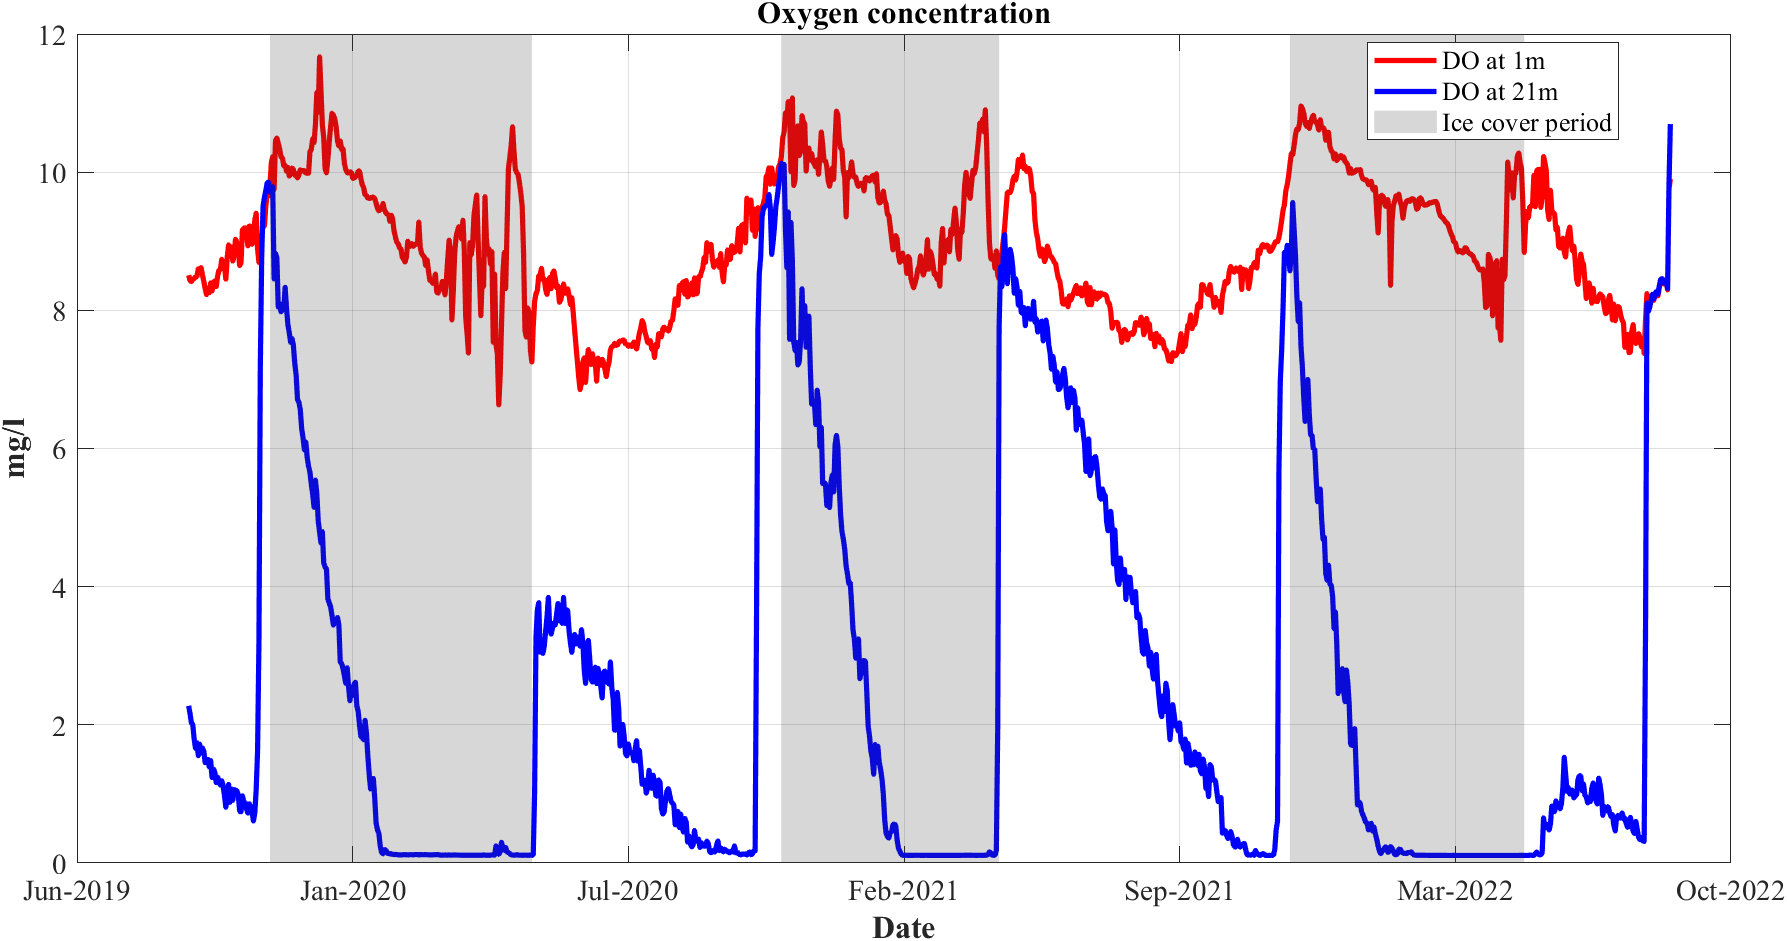 Oxygen concentration
12
10
8
6
4
2
0
mg/l
DO at 1m
DO at 21m
Ice cover period
Jun-2019
Jan-2020
Jul-2020
Feb-2021
Sep-2021
Mar-2022
Oct-2022
Date